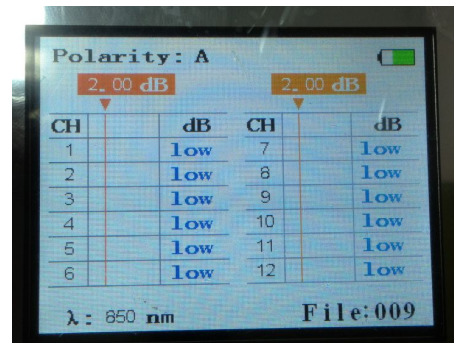 Polarity: A
2.00 dB 2.00 dB
CH dB CH dB
1 low 7 low
2 low 8 low
3 low 9 low
4 low 10 low
5 low 11 low
6 low 12 low
λ: 850 nm File:009